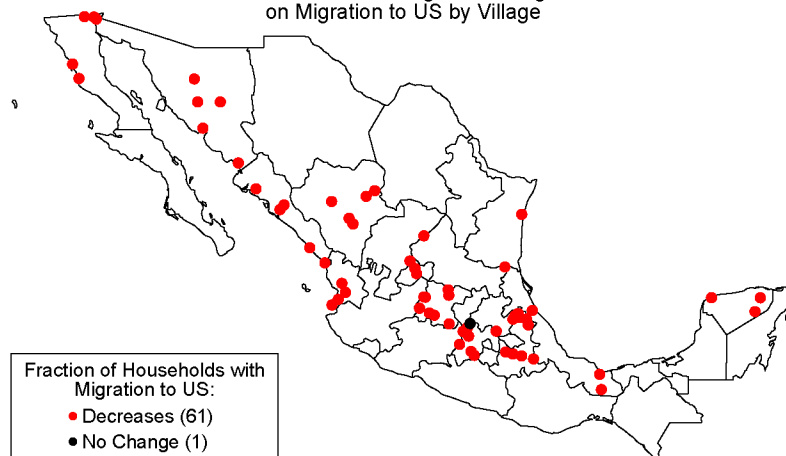 on Migration to US by Village
Fraction of Households with
Migration to US:
Decreases (61)
No Change (1)